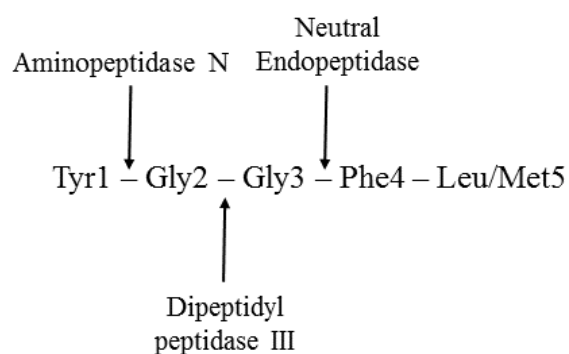 Neutral
Aminopeptidase N Endopeptidase
Tyr1 – Gly2 – Gly3 – Phe4 – Leu/Met5
Dipeptidyl
peptidase III